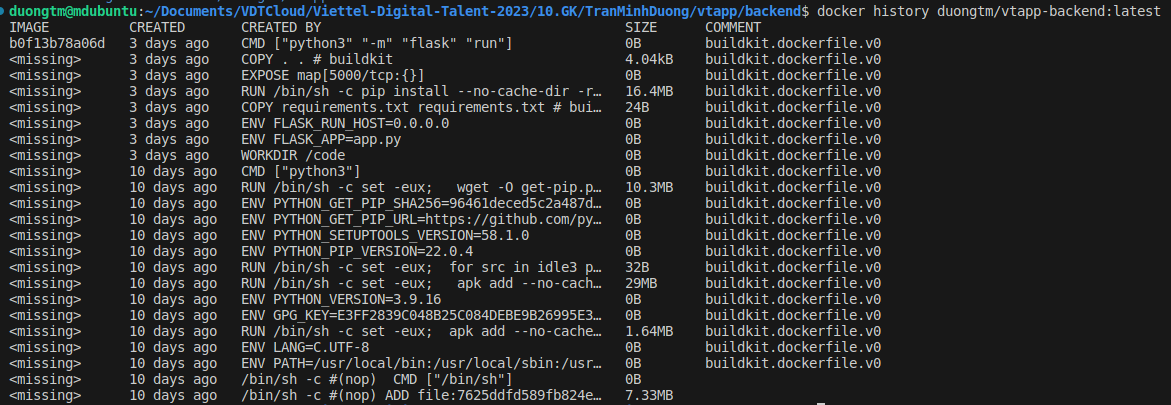 duongtm@mdubuntu:~/Documents/VDTCloud/Viettel-Digital-Talent-2023/10.GK/TranMinhDuong/vtapp/backend$ docker history duongtm/vtapp-backend:latest
IMAGE CREATED CREATED BY SIZE COMMENT
b0f13b78a06d 3 days ago CMD ["python3" "-m" "flask" "run"] 0B buildkit.dockerfile.v0
<missing> 3 days ago COPY . . # buildkit 4.04kB buildkit.dockerfile.v0
<missing> 3 days ago EXPOSE map[5000/tcp:{}] 0B buildkit.dockerfile.v0
<missing> 3 days ago RUN /bin/sh -c pip install --no-cache-dir -r… 16.4MB buildkit.dockerfile.v0
<missing> 3 days ago COPY requirements.txt requirements.txt # bui… 24B buildkit.dockerfile.v0
<missing> 3 days ago ENV FLASK_RUN_HOST=0.0.0.0 0B buildkit.dockerfile.v0
<missing> 3 days ago ENV FLASK_APP=app.py 0B buildkit.dockerfile.v0
<missing> 3 days ago WORKDIR /code 0B buildkit.dockerfile.v0
<missing> 10 days ago CMD ["python3"] 0B buildkit.dockerfile.v0
<missing> 10 days ago RUN /bin/sh -c set -eux; wget -O get-pip.p… 10.3MB buildkit.dockerfile.v0
<missing> 10 days ago ENV PYTHON_GET_PIP_SHA256=96461deced5c2a487d… 0B buildkit.dockerfile.v0
<missing> 10 days ago ENV PYTHON_GET_PIP_URL=https://github.com/py… 0B buildkit.dockerfile.v0
<missing> 10 days ago ENV PYTHON_SETUPTOOLS_VERSION=58.1.0 0B buildkit.dockerfile.v0
<missing> 10 days ago ENV PYTHON_PIP_VERSION=22.0.4 0B buildkit.dockerfile.v0
<missing> 10 days ago RUN /bin/sh -c set -eux; for src in idle3 p… 32B buildkit.dockerfile.v0
<missing> 10 days ago RUN /bin/sh -c set -eux; apk add --no-cach… 29MB buildkit.dockerfile.v0
<missing> 10 days ago ENV PYTHON_VERSION=3.9.16 0B buildkit.dockerfile.v0
<missing> 10 days ago ENV GPG_KEY=E3FF2839C048B25C084DEBE9B26995E3… 0B buildkit.dockerfile.v0
<missing> 10 days ago RUN /bin/sh -c set -eux; apk add --no-cache… 1.64MB buildkit.dockerfile.v0
<missing> 10 days ago ENV LANG=C.UTF-8 0B buildkit.dockerfile.v0
<missing> 10 days ago ENV PATH=/usr/local/bin:/usr/local/sbin:/usr… 0B buildkit.dockerfile.v0
<missing> 10 days ago /bin/sh -c #(nop) CMD ["/bin/sh"] 0B
<missing> 10 days ago /bin/sh -c #(nop) ADD file:7625ddfd589fb824e… 7.33MB